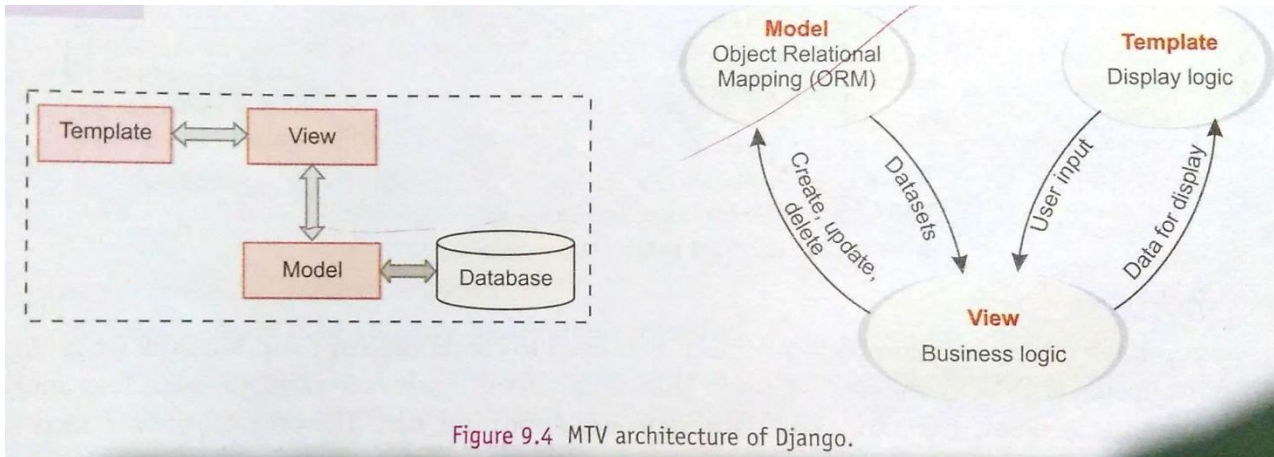 Template
View
Model
Database
Model
Object Relational
Mapping (ORM)
Template
Display logic
Create, update,
delete
Datasets
User input
Data for display
View
Business logic
Figure 9.4 MTV architecture of Django.